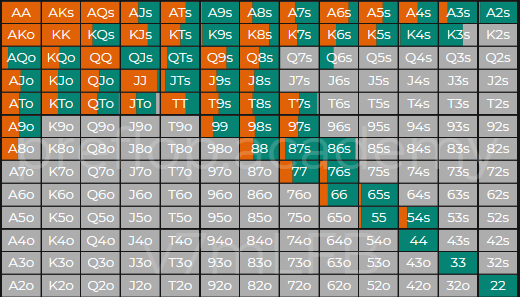 AA AKs AQs AJs ATs A9s A8s A7s A6s A5s A4s A3s A2s
AKo KK KQs KJs KTs K9s K8s K7s K6s K5s K4s K3s K2s
AQo KQo QQ QJs QTs Q9s Q8s Q7s Q6s Q5s Q4s Q3s Q2s
AJo KJo QJo JJ JTs J9s J8s J7s J6s J5s J4s J3s J2s
ATo KTo QTo JTo TT T9s T8s T7s T6s T5s T4s T3s T2s
A9o K9o Q9o J9o T9o 99 98s 97s 96s 95s 94s 93s 92s
A8o K8o Q8o J8o T8o 98o 88 87s 86s 85s 84s 83s 82s
preflop.academy
A7o K7o Q7o J7o T7o 97o 87o 77 76s 75s 74s 73s 72s
A6o K6o Q6o J6o T6o 96o 86o 76o 66 65s 64s 63s 62s
A5o K5o Q5o J5o T5o 95o 85o 75o 65o 55 54s 53s 52s
A4o K4o Q4o J4o T4o 94o 84o 74o 64o 54o 44 43s 42s
A3o K3o Q3o J3o T3o 93o 83o 73o 63o 53o 43o 33 32s
A2o K2o Q2o J2o T2o 92o 82o 72o 62o 52o 42o 32o 22